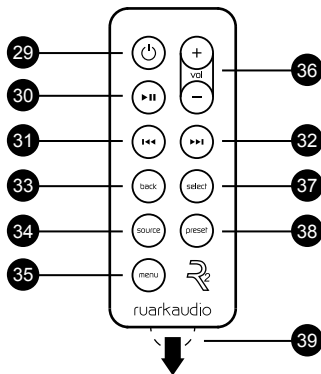 29 + 36
vol
30 −
31 32
33 back select 37
34 source preset 38
35 menu R2
ruarkaudio
39